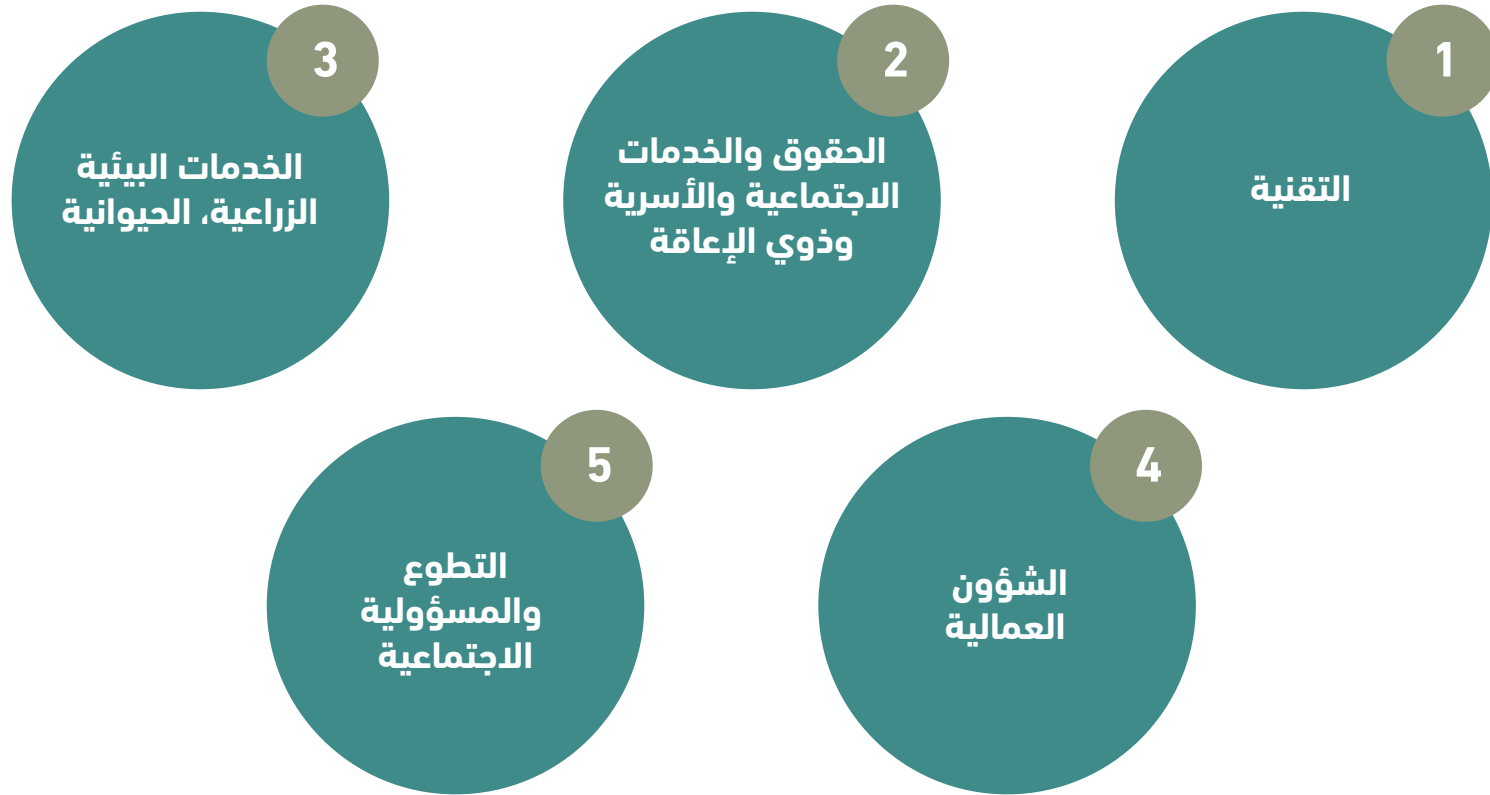 1
التقنية
2
الحقوق والخدمات
الاجتماعية والأسرية
وذوي الإعاقة
3
الخدمات البيئية
الزراعية، الحيوانية
4
الشؤون
العمالية
5
التطوع
والمسؤولية
الاجتماعية